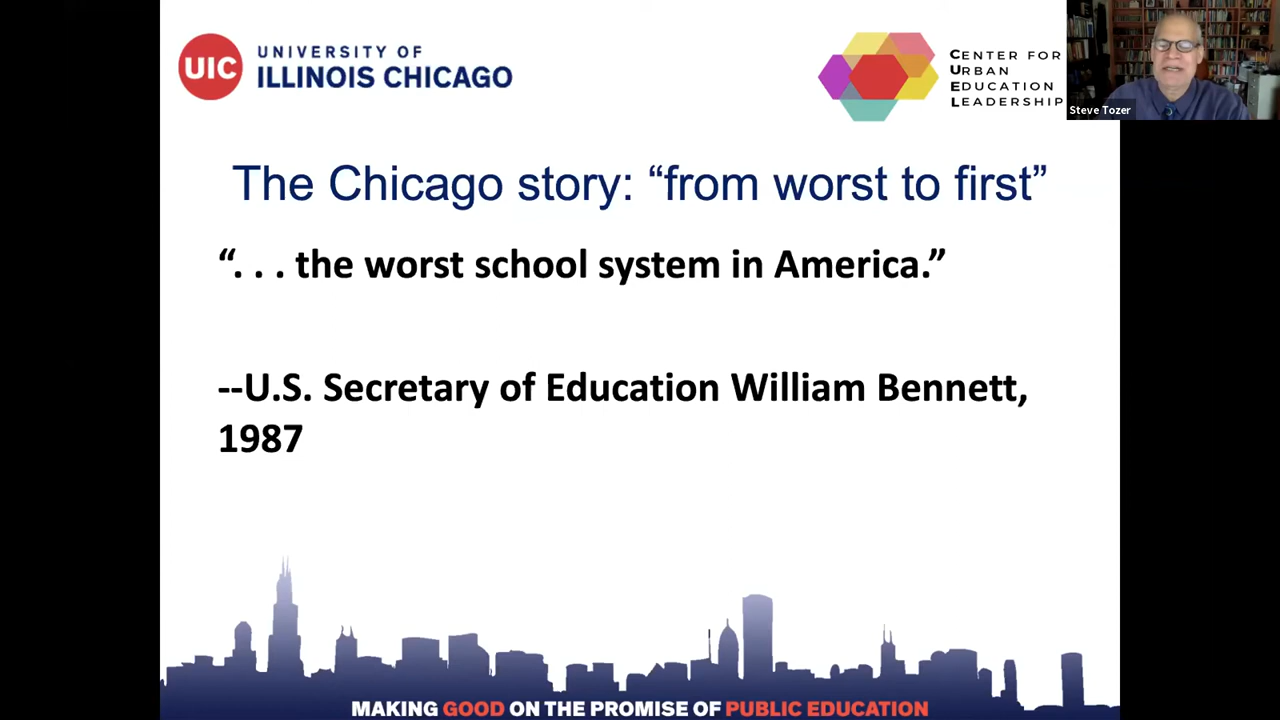 UIC
UNIVERSITY OF
ILLINOIS CHICAGO
CENTER FOR
URBAN
EDUCATION
LEADERSHIP
Steve Tozer
The Chicago story: “from worst to first”
“. . . the worst school system in America.”
--U.S. Secretary of Education William Bennett,
1987
MAKING GOOD ON THE PROMISE OF PUBLIC EDUCATION